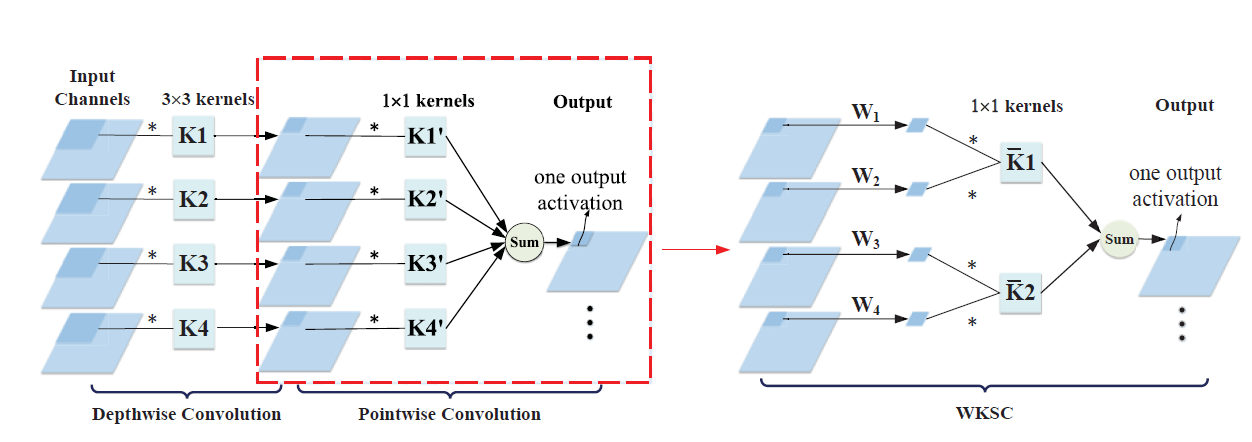 Input
Channels
3×3 kernels
1×1 kernels
Output
* K1
* K1'
* K2
* K2'
* K3
* K3'
* K4
* K4'
one output
activation
Sum
Depthwise Convolution
Pointwise Convolution
1×1 kernels
Output
W1
W2
W3
W4
*
*
*
*
K̅1
K̅2
one output
activation
Sum
WKSC